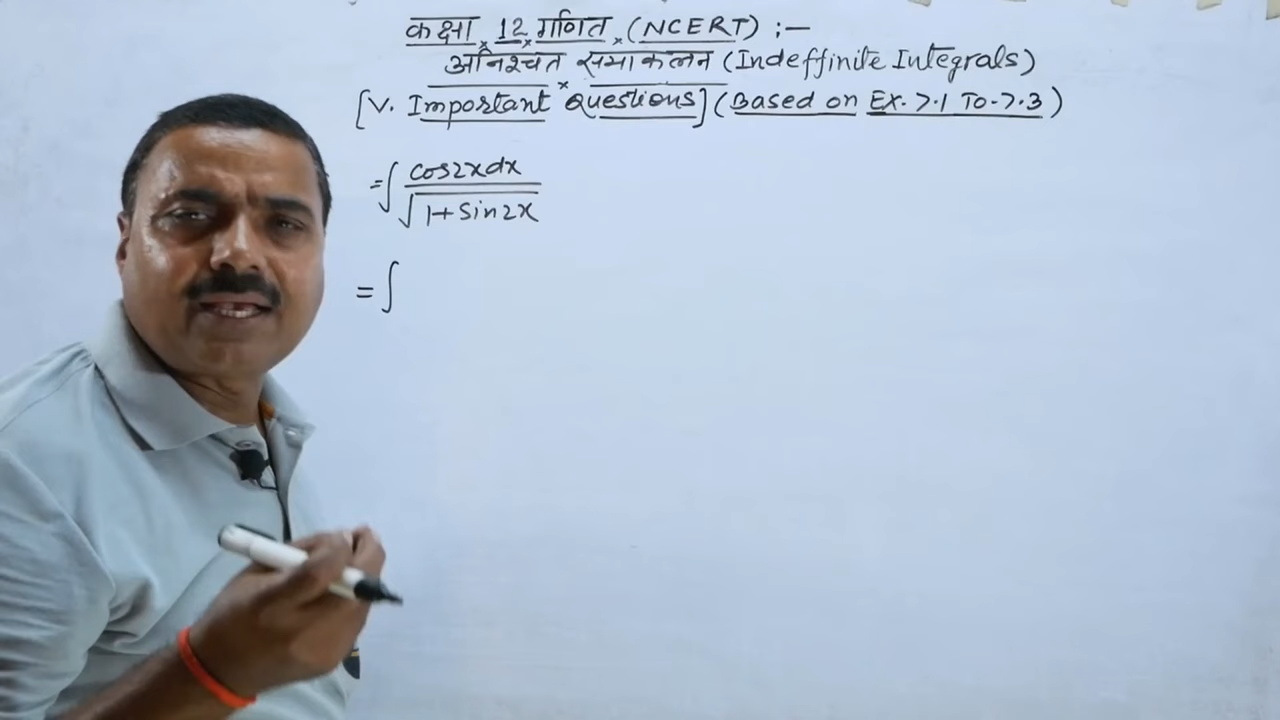 कक्षा 12 गणित (NCERT) :-
अनिश्चत समाकलन (Indeffinite Integrals)
[V. Important Questions] (Based on Ex. 7.1 To 7.3)
=∫ cos2x dx
√1+Sin2x
=∫